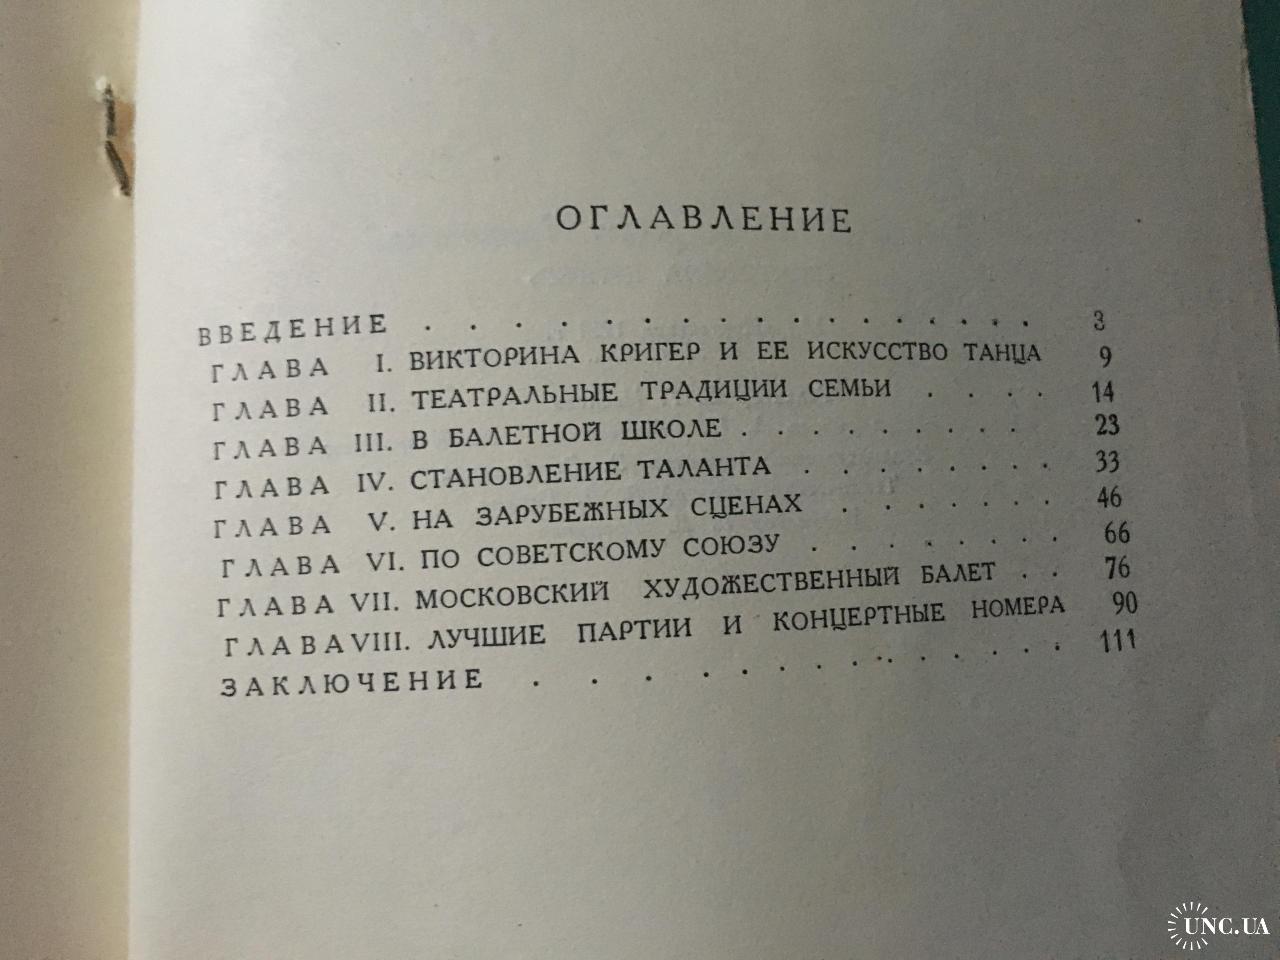 ОГЛАВЛЕНИЕ
ВВЕДЕНИЕ . . . . . . . . . . . . . . . . . 3
ГЛАВА I. ВИКТОРИНА КРИГЕР И ЕЕ ИСКУССТВО ТАНЦА 9
ГЛАВА II. ТЕАТРАЛЬНЫЕ ТРАДИЦИИ СЕМЬИ . . . . 14
ГЛАВА III. В БАЛЕТНОЙ ШКОЛЕ . . . . . . . . . 23
ГЛАВА IV. СТАНОВЛЕНИЕ ТАЛАНТА . . . . . . . . 33
ГЛАВА V. НА ЗАРУБЕЖНЫХ СЦЕНАХ . . . . . . . . 46
ГЛАВА VI. ПО СОВЕТСКОМУ СОЮЗУ . . . . . . . . 66
ГЛАВА VII. МОСКОВСКИЙ ХУДОЖЕСТВЕННЫЙ БАЛЕТ . . 76
ГЛАВА VIII. ЛУЧШИЕ ПАРТИИ И КОНЦЕРТНЫЕ НОМЕРА 90
ЗАКЛЮЧЕНИЕ . . . . . . . . . . . . 111
UNC.UA